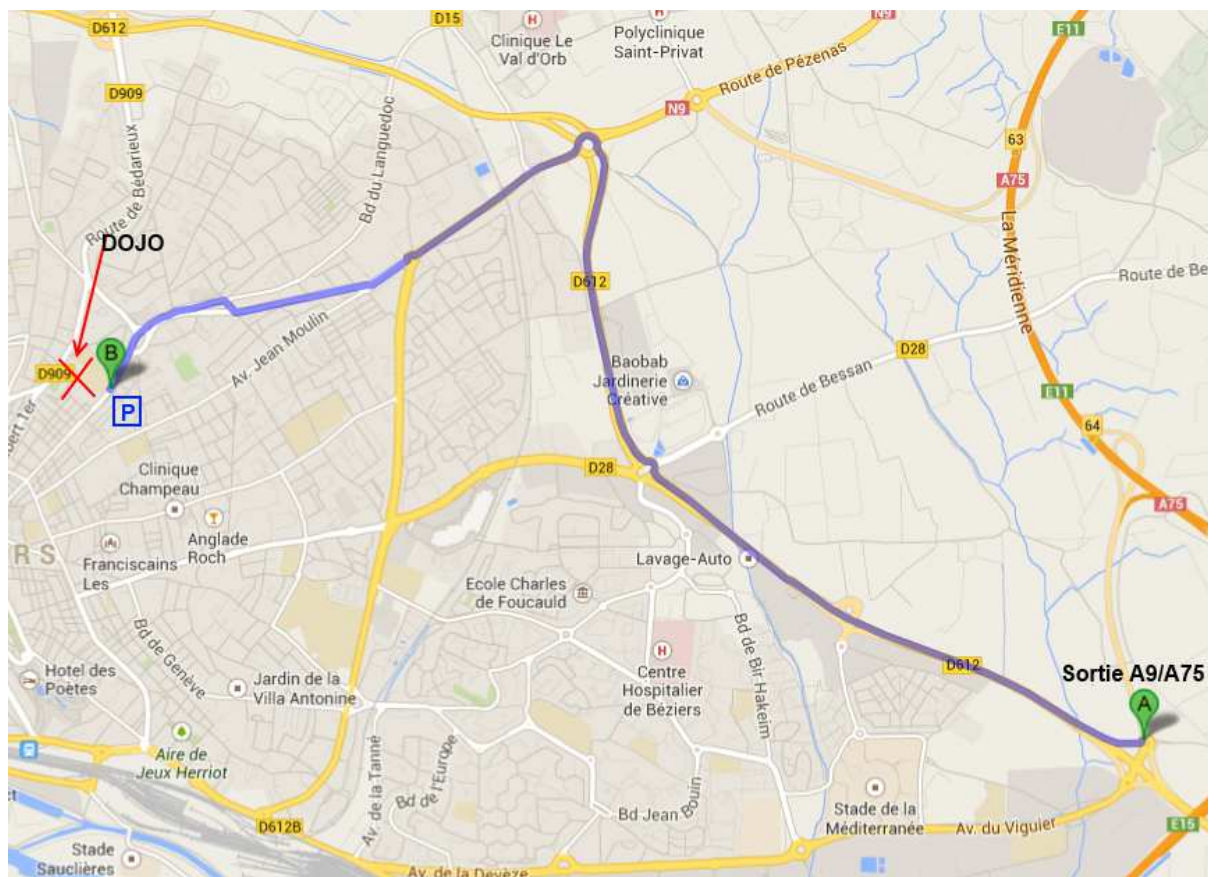 D612
D15
H
Clinique Le
Val d'Orb
Polyclinique
Saint-Privat
H
N9
E11
D909
Route de Pézenas
N9
63
A75
Bd du Languedoc
Route de Bédarieux
DOJO
La Méridienne
D612
Route de Be
D909
B
Av. Jean Moulin
D28
P
Baobab
Jardinerie
Créative
Route de Bessan
E11
64
bert 1er
Clinique
Champeau
D28
A75
Anglade
Roch
R S
Franciscains
Les
Lavage-Auto
Ecole Charles
de Foucauld
Bd de Genève
H
Centre
Hospitalier
de Béziers
Bd de Bir Hakeim
D612
Sortie A9/A75
A
Hotel des
Poètes
Jardin de la
Villa Antonine
Aire de
Jeux Herriot
Av. de la Tanne
Bd de l'Europe
Bd Jean Bouin
Stade de la
Méditerranée
Av. du Viguier
E15
D612B
Stade
Sauclières
Av. de la Devèze